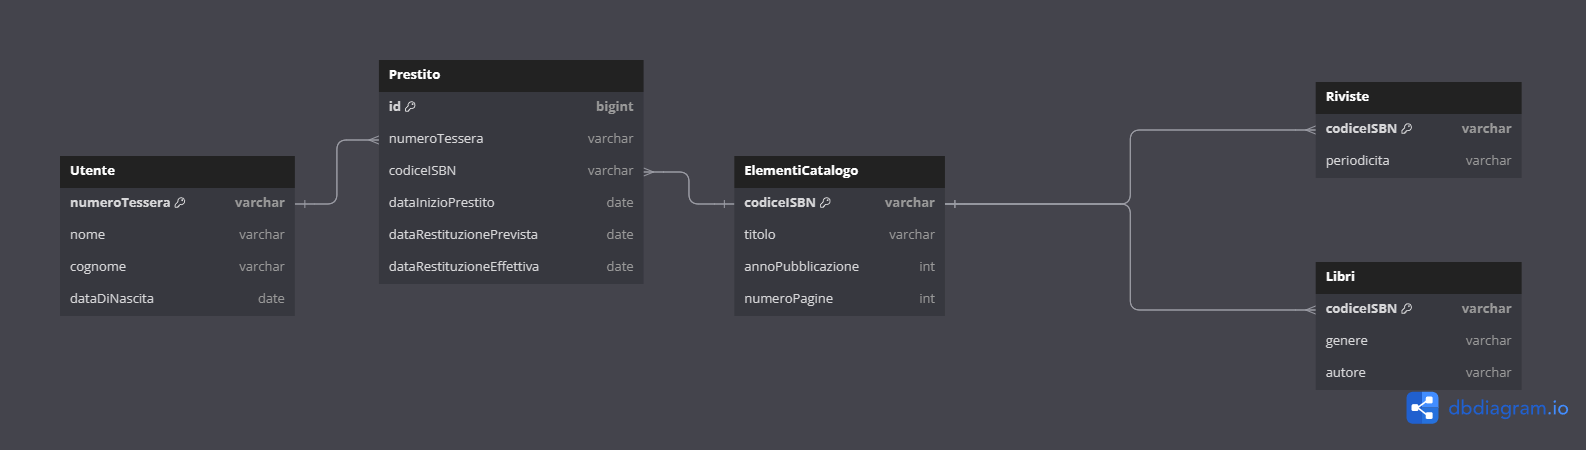 Utente
numeroTessera varchar
nome varchar
cognome varchar
dataDiNascita date
Prestito
id bigint
numeroTessera varchar
codiceISBN varchar
dataInizioPrestito date
dataRestituzionePrevista date
dataRestituzioneEffettiva date
ElementiCatalogo
codiceISBN varchar
titolo varchar
annoPubblicazione int
numeroPagine int
Riviste
codiceISBN varchar
periodicita varchar
Libri
codiceISBN varchar
genere varchar
autore varchar
dbdiagram.io